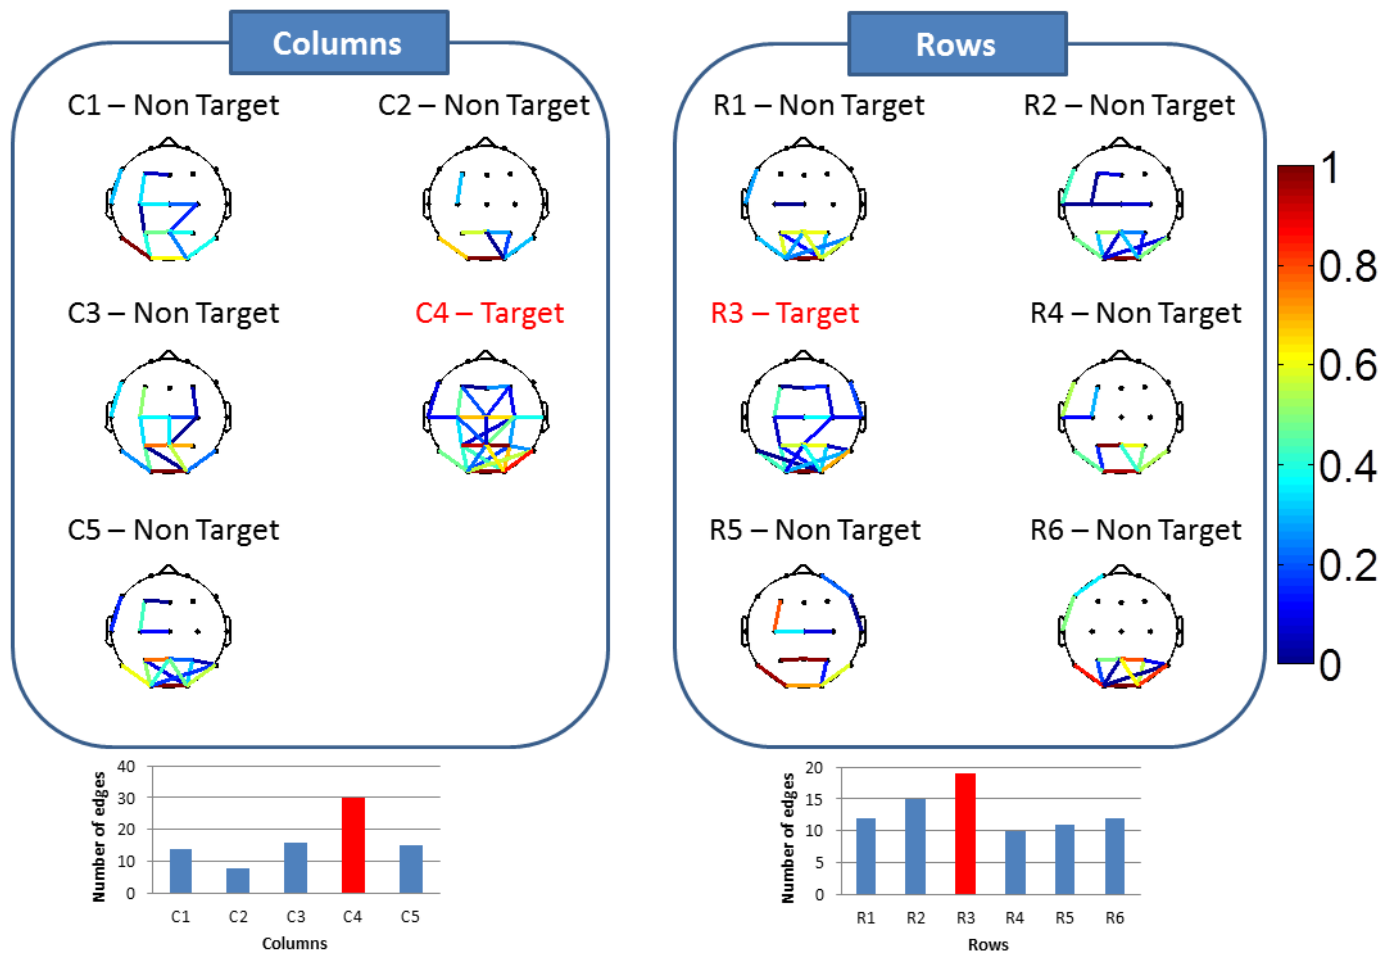 Columns
Rows
C1 – Non Target
C2 – Non Target
R1 – Non Target
R2 – Non Target
C3 – Non Target
C4 – Target
R3 – Target
R4 – Non Target
C5 – Non Target
R5 – Non Target
R6 – Non Target
1
0.8
0.6
0.4
0.2
0
Number of edges
40
30
20
10
0
C1 C2 C3 C4 C5
Columns
Number of edges
20
15
10
5
0
R1 R2 R3 R4 R5 R6
Rows